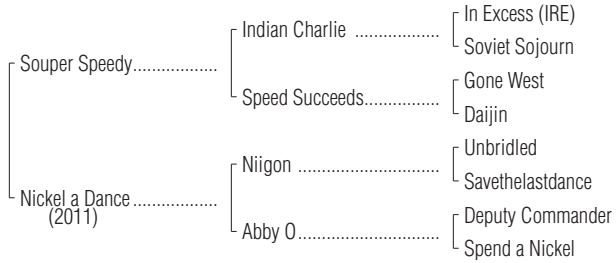 In Excess (IRE)
Indian Charlie ..................
Soviet Sojourn
Souper Speedy..................
Gone West
Speed Succeeds................
Daijin
Unbridled
Niigon ..............................
Savethelastdance
Nickel a Dance..................
(2011)
Deputy Commander
Abby O..............................
Spend a Nickel